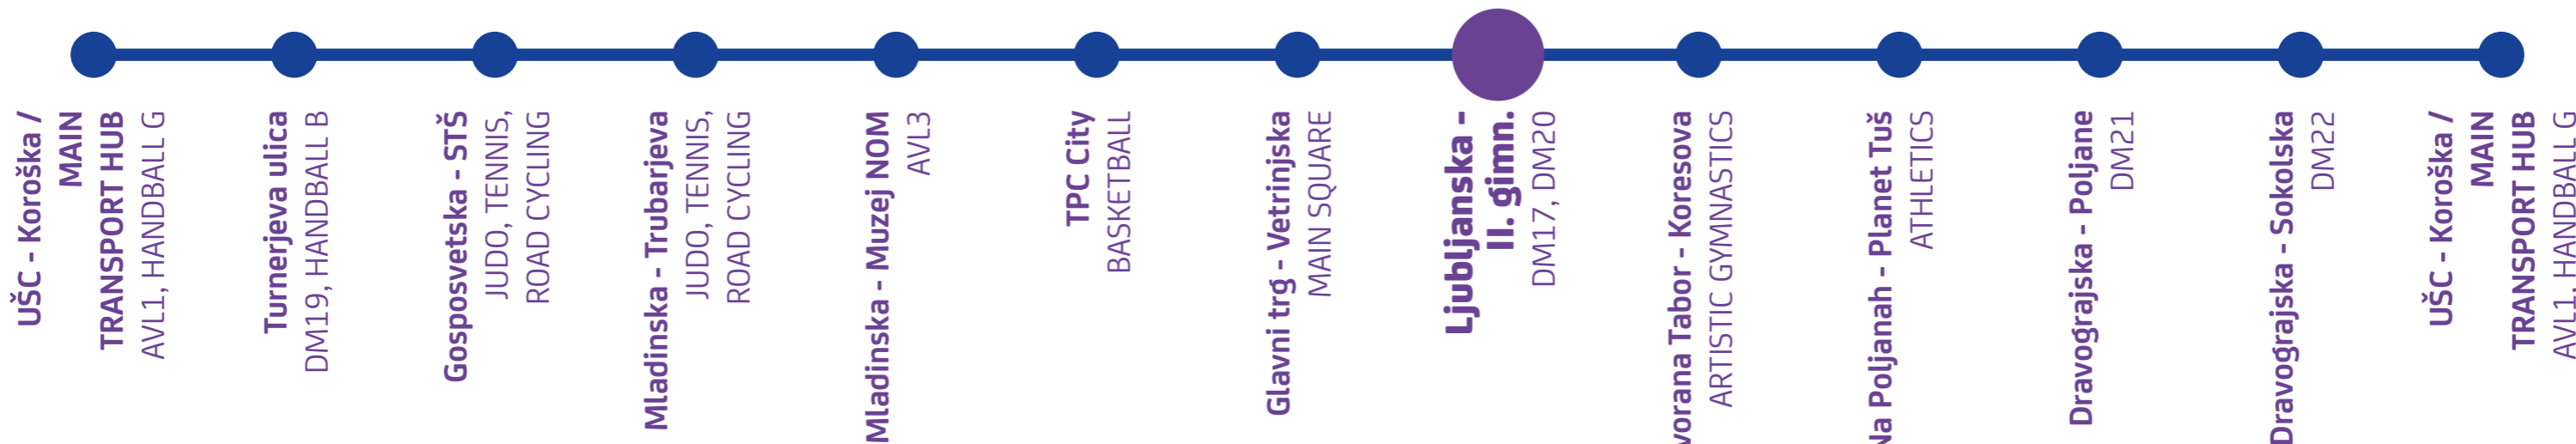 UŠC - Koroška /
MAIN
TRANSPORT HUB
AVL1, HANDBALL G
Turnerjeva ulica
DM19, HANDBALL B
Gosposvetska - STŠ
JUDO, TENNIS,
ROAD CYCLING
Mladinska - Trubarjeva
JUDO, TENNIS,
ROAD CYCLING
Mladinska - Muzej NOM
AVL3
TPC City
BASKETBALL
Glavni trg - Vetrinjska
MAIN SQUARE
Ljubljanska -
II. gimn.
DM17, DM20
Tabor - Koresova
ARTISTIC GYMNASTICS
Na Poljanah - Planet Tuš
ATHLETICS
Dravograjska - Poljane
DM21
Dravograjska - Sokolska
DM22
UŠC - Koroška /
MAIN
TRANSPORT HUB
AVL1, HANDBALL G